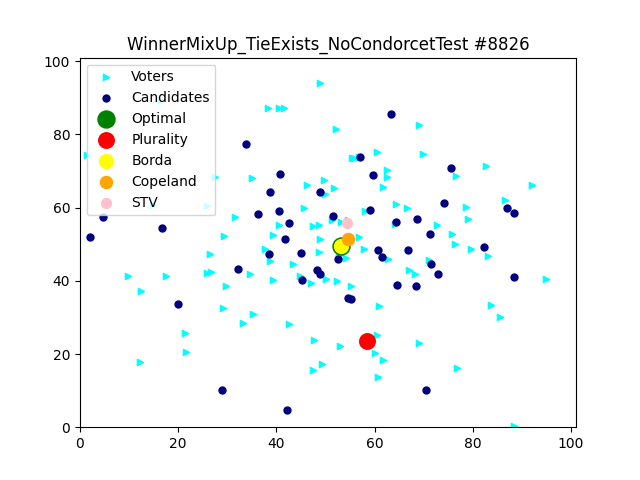 WinnerMixUp_TieExists_NoCondorcetTest #8826
100
80
60
40
20
0
Voters
Candidates
Optimal
Plurality
Borda
Copeland
STV
0 20 40 60 80 100